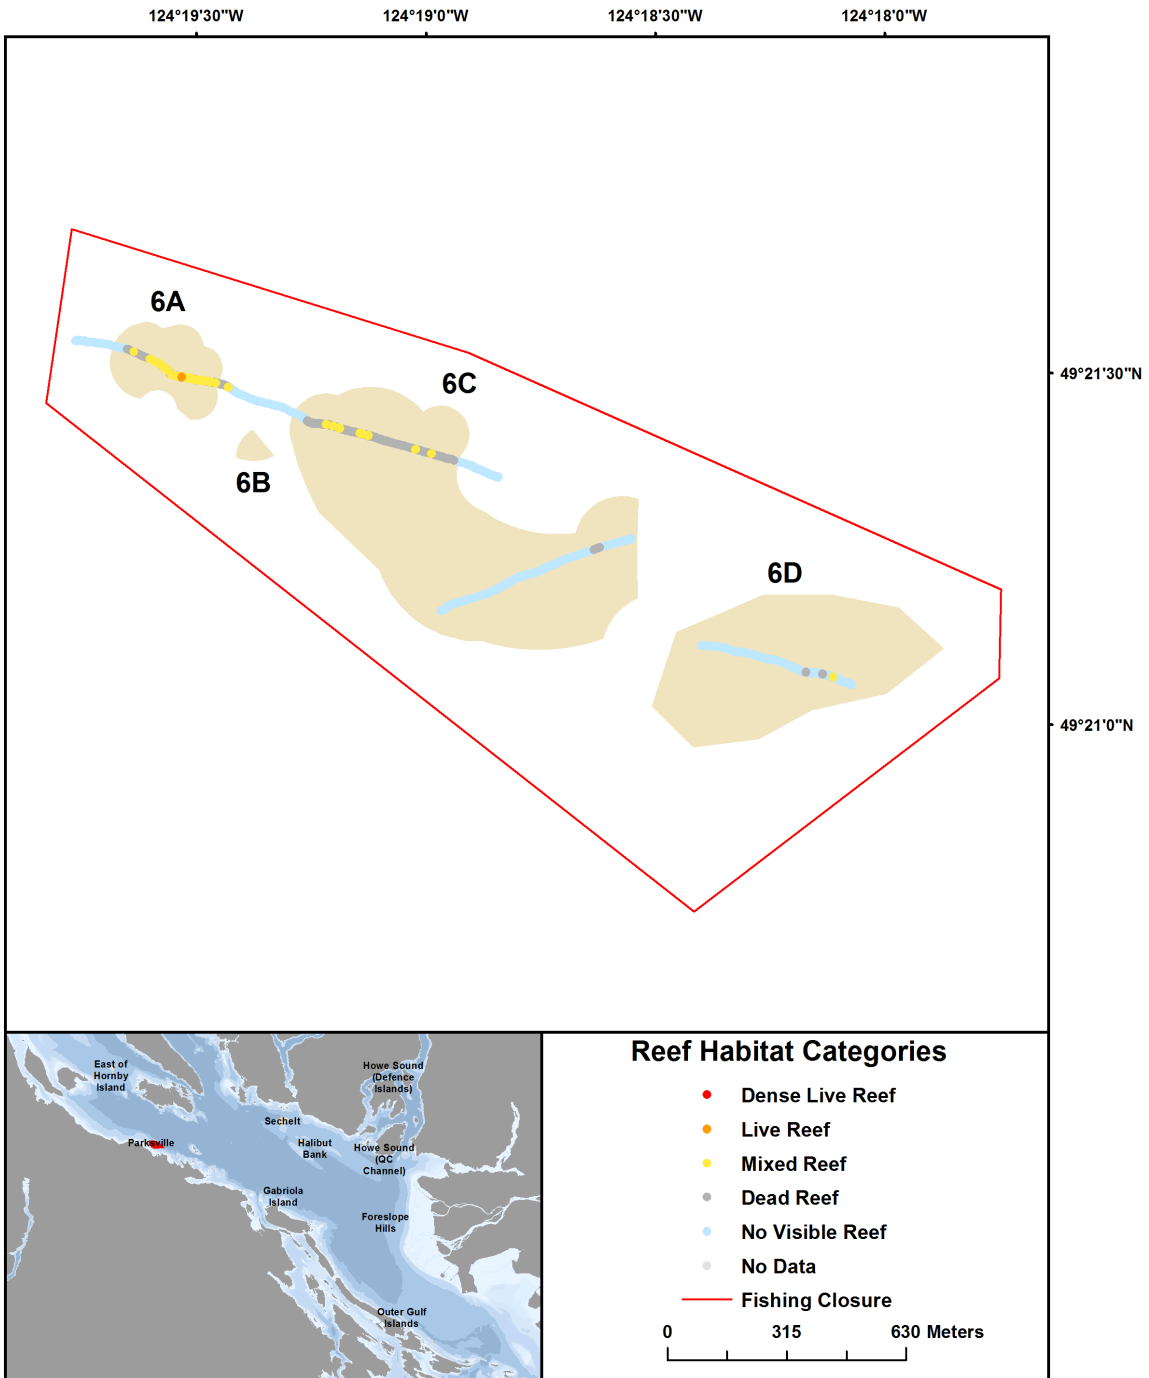 124°19'30"W 124°19'0"W 124°18'30"W 124°18'0"W
6A
49°21'30"N
6C
6B
6D
49°21'0"N
East of
Hornby
Island
Howe Sound
(Defence
Islands)
Sechelt
Parksville
Halibut
Bank
Howe Sound
(QC
Channel)
Gabriola
Island
Foreslope
Hills
Outer Gulf
Islands
Reef Habitat Categories
Dense Live Reef
Live Reef
Mixed Reef
Dead Reef
No Visible Reef
No Data
Fishing Closure
0 315 630 Meters